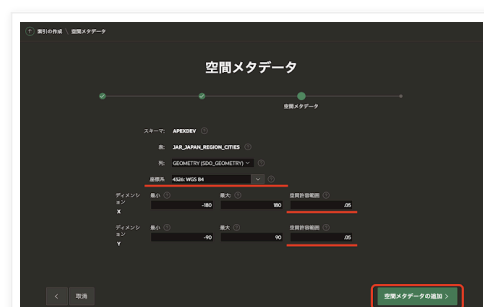 索引の作成 \ 空間メタデータ
空間メタデータ
空間メタデータ
スキーマ: APEXDEV
表: JAR_JAPAN_REGION_CITIES
列: GEOMETRY (SDO_GEOMETRY)
座標系 4326: WGS 84
ディメンション X 最小 最大 空間許容範囲
-180 180 .05
ディメンション Y 最小 最大 空間許容範囲
-90 90 .05
取消 空間メタデータの追加 >